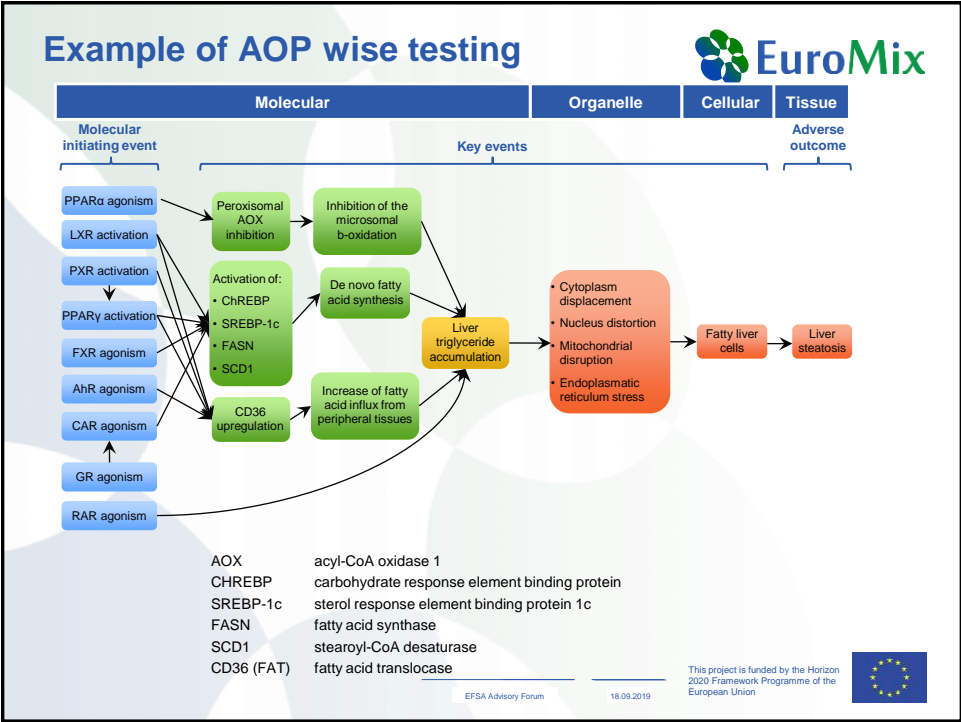 Example of AOP wise testing
EuroMix
Molecular
Organelle
Cellular
Tissue
Molecular
initiating event
Key events
Adverse
outcome
PPARα agonism
LXR activation
PXR activation
PPARγ activation
FXR agonism
AhR agonism
CAR agonism
GR agonism
RAR agonism
Peroxisomal
AOX
inhibition
Inhibition of the
microsomal
b-oxidation
Activation of:
• ChREBP
• SREBP-1c
• FASN
• SCD1
De novo fatty
acid synthesis
CD36
upregulation
Increase of fatty
acid influx from
peripheral tissues
Liver
triglyceride
accumulation
• Cytoplasm
displacement
• Nucleus distortion
• Mitochondrial
disruption
• Endoplasmatic
reticulum stress
Fatty liver
cells
Liver
steatosis
AOX acyl-CoA oxidase 1
CHREBP carbohydrate response element binding protein
SREBP-1c sterol response element binding protein 1c
FASN fatty acid synthase
SCD1 stearoyl-CoA desaturase
CD36 (FAT) fatty acid translocase
EFSA Advisory Forum
18.09.2019
This project is funded by the Horizon
2020 Framework Programme of the
European Union